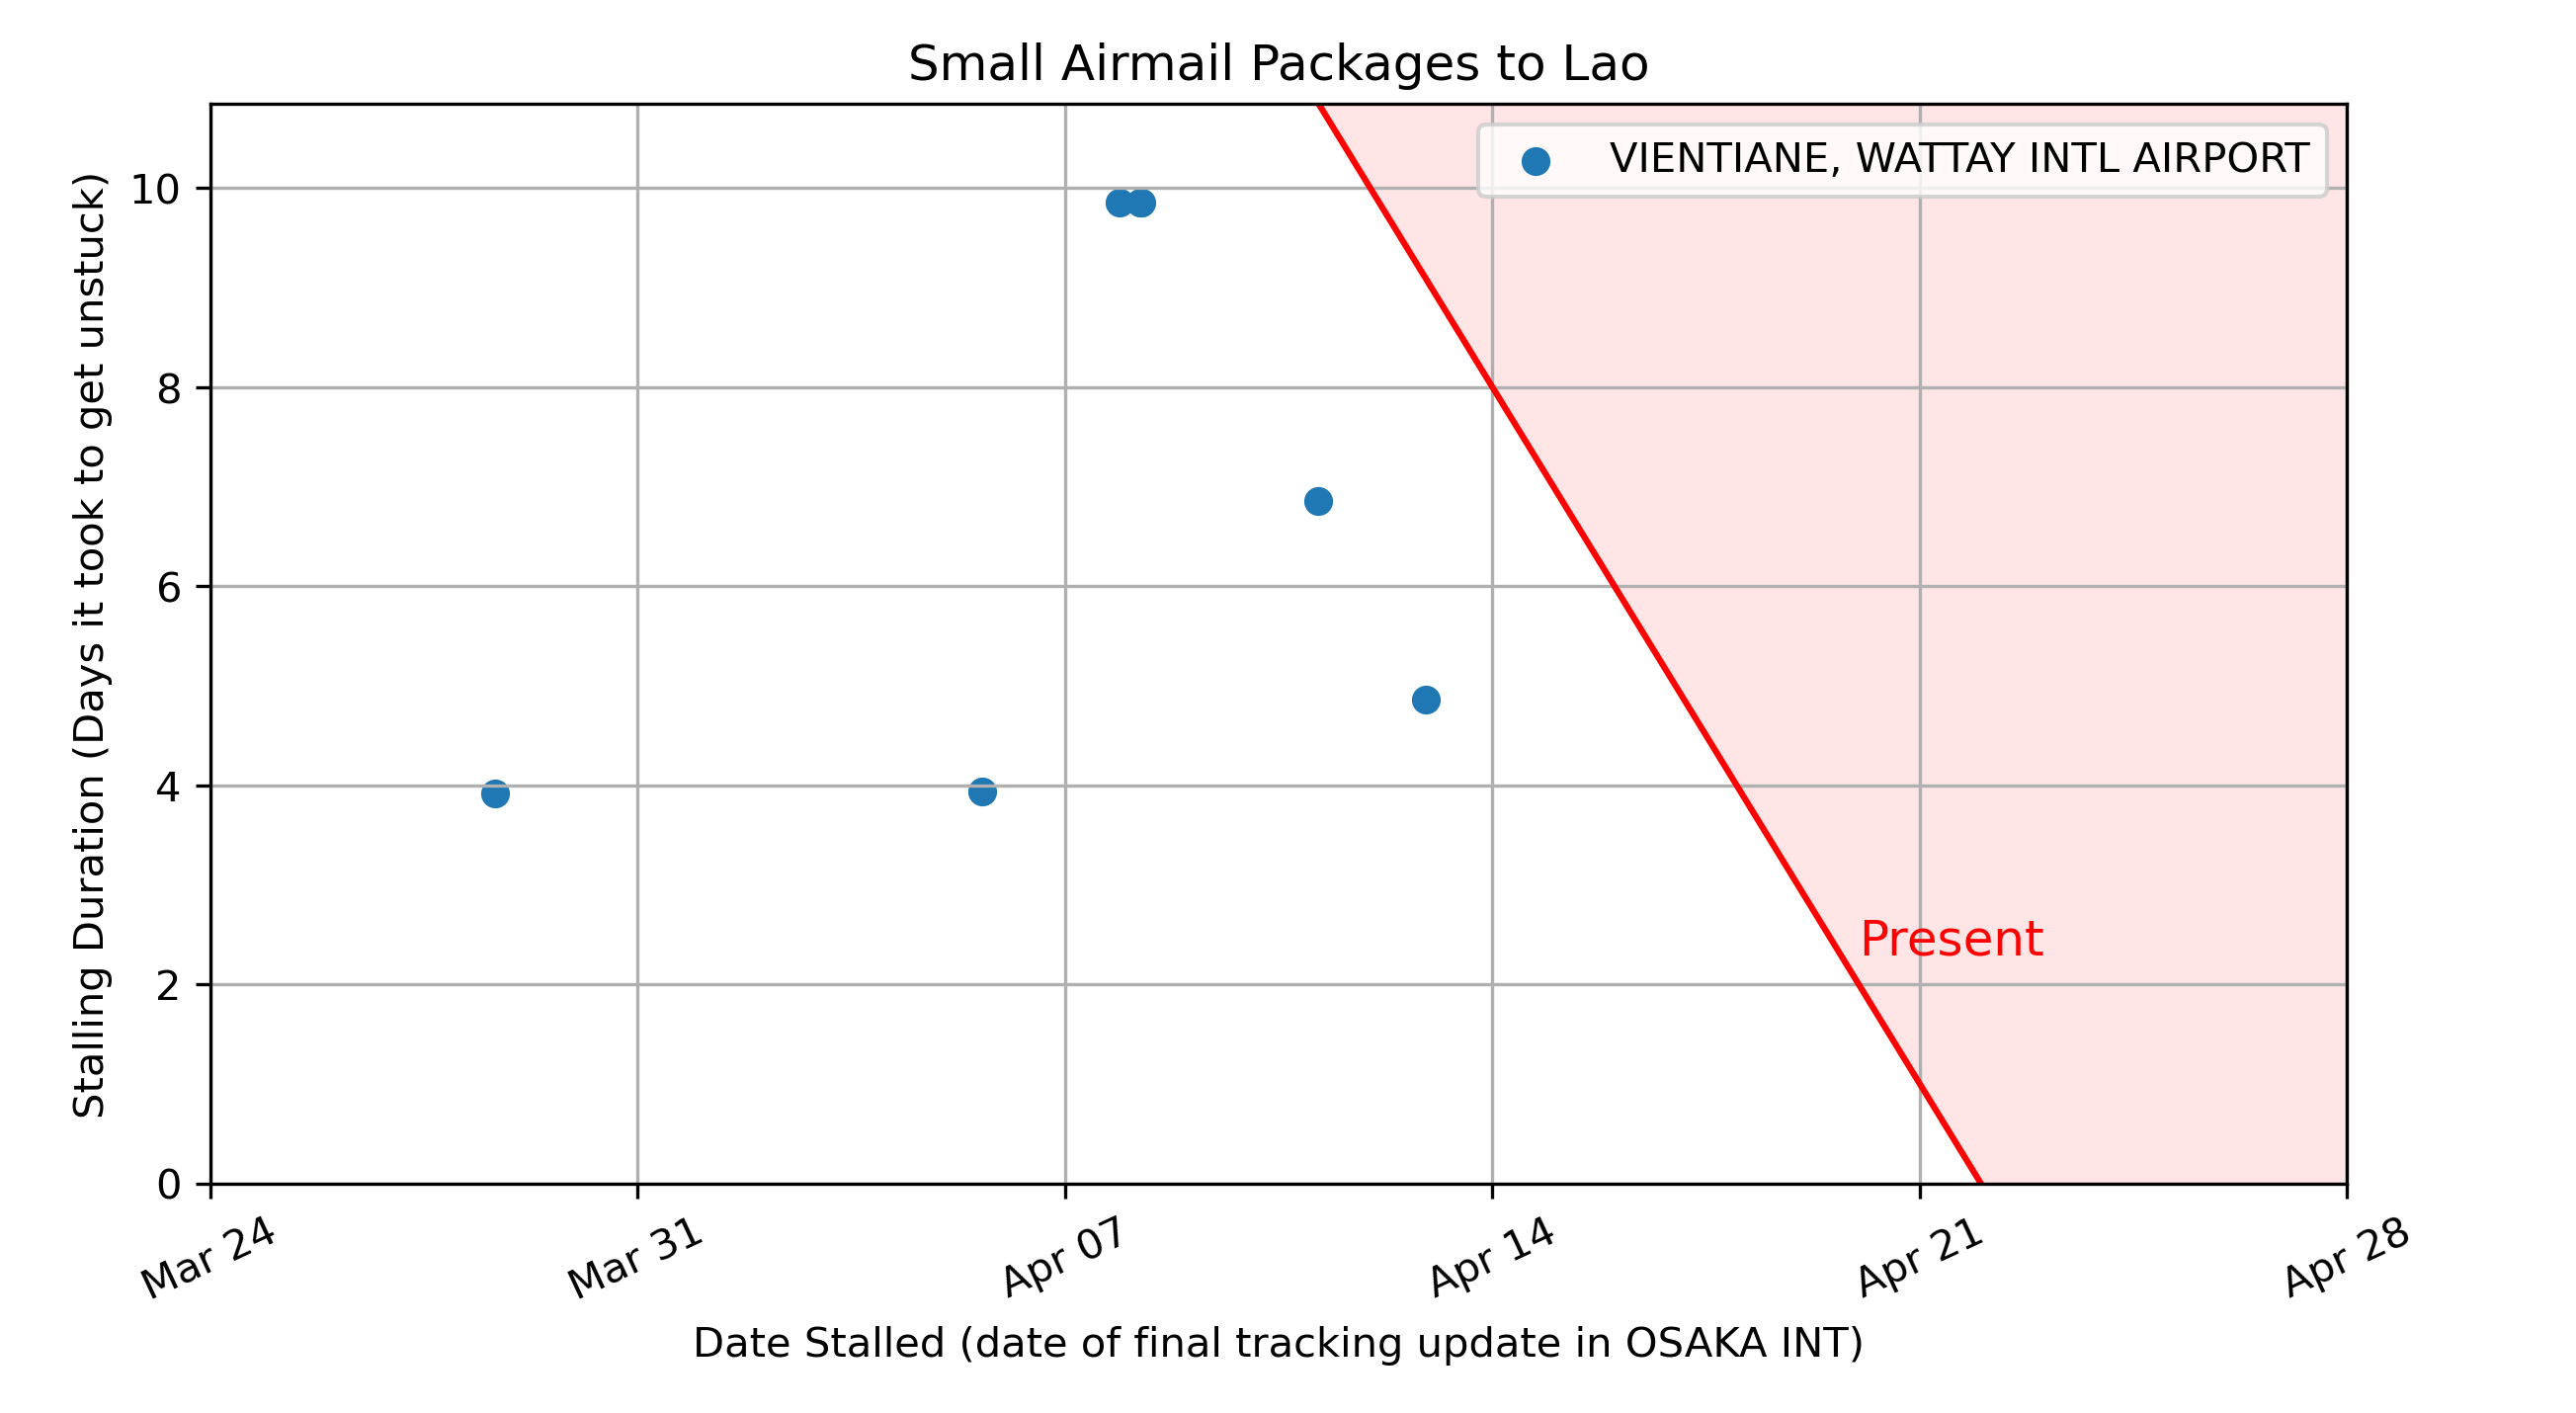 Small Airmail Packages to Lao
VIENTIANE, WATTAY INTL AIRPORT
Stalling Duration (Days it took to get unstuck)
10
8
6
4
2
0
Present
Mar 24
Mar 31
Apr 07
Apr 14
Apr 21
Apr 28
Date Stalled (date of final tracking update in OSAKA INT)